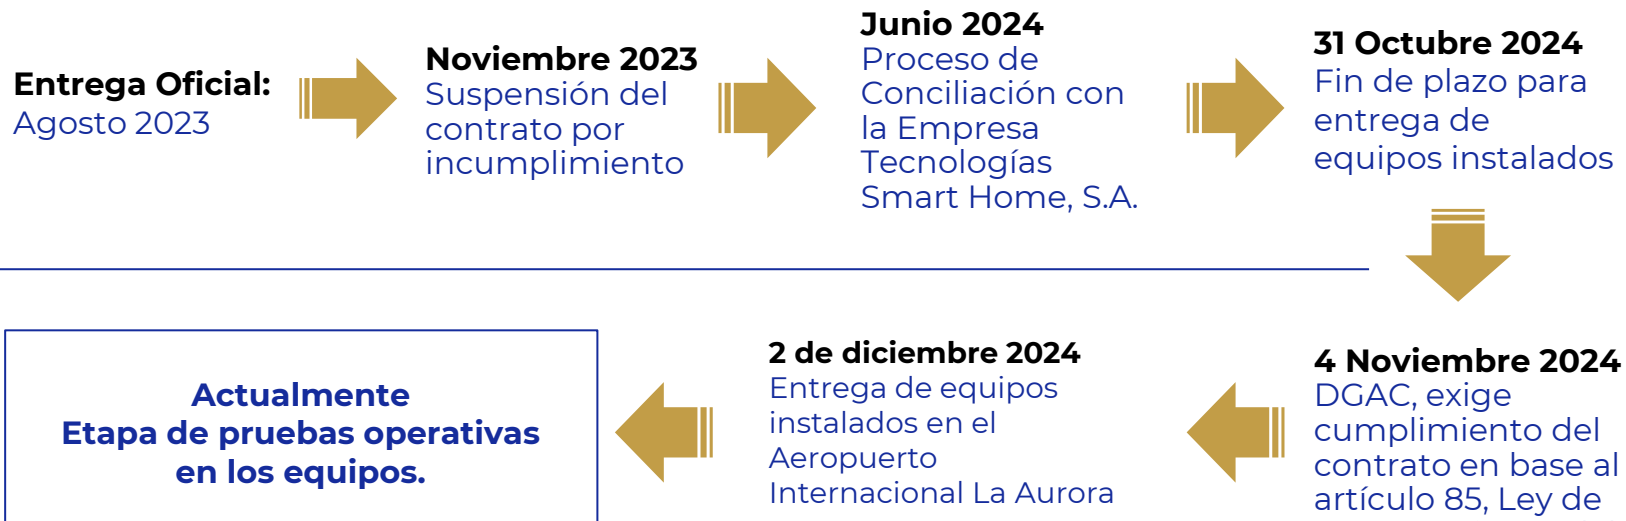 Entrega Oficial:
Agosto 2023
Noviembre 2023
Suspensión del
contrato por
incumplimiento
Junio 2024
Proceso de
Conciliación con
la Empresa
Tecnologías
Smart Home, S.A.
31 Octubre 2024
Fin de plazo para
entrega de
equipos instalados
4 Noviembre 2024
DGAC, exige
cumplimiento del
contrato en base al
artículo 85, Ley de
2 de diciembre 2024
Entrega de equipos
instalados en el
Aeropuerto
Internacional La Aurora
Actualmente
Etapa de pruebas operativas
en los equipos.